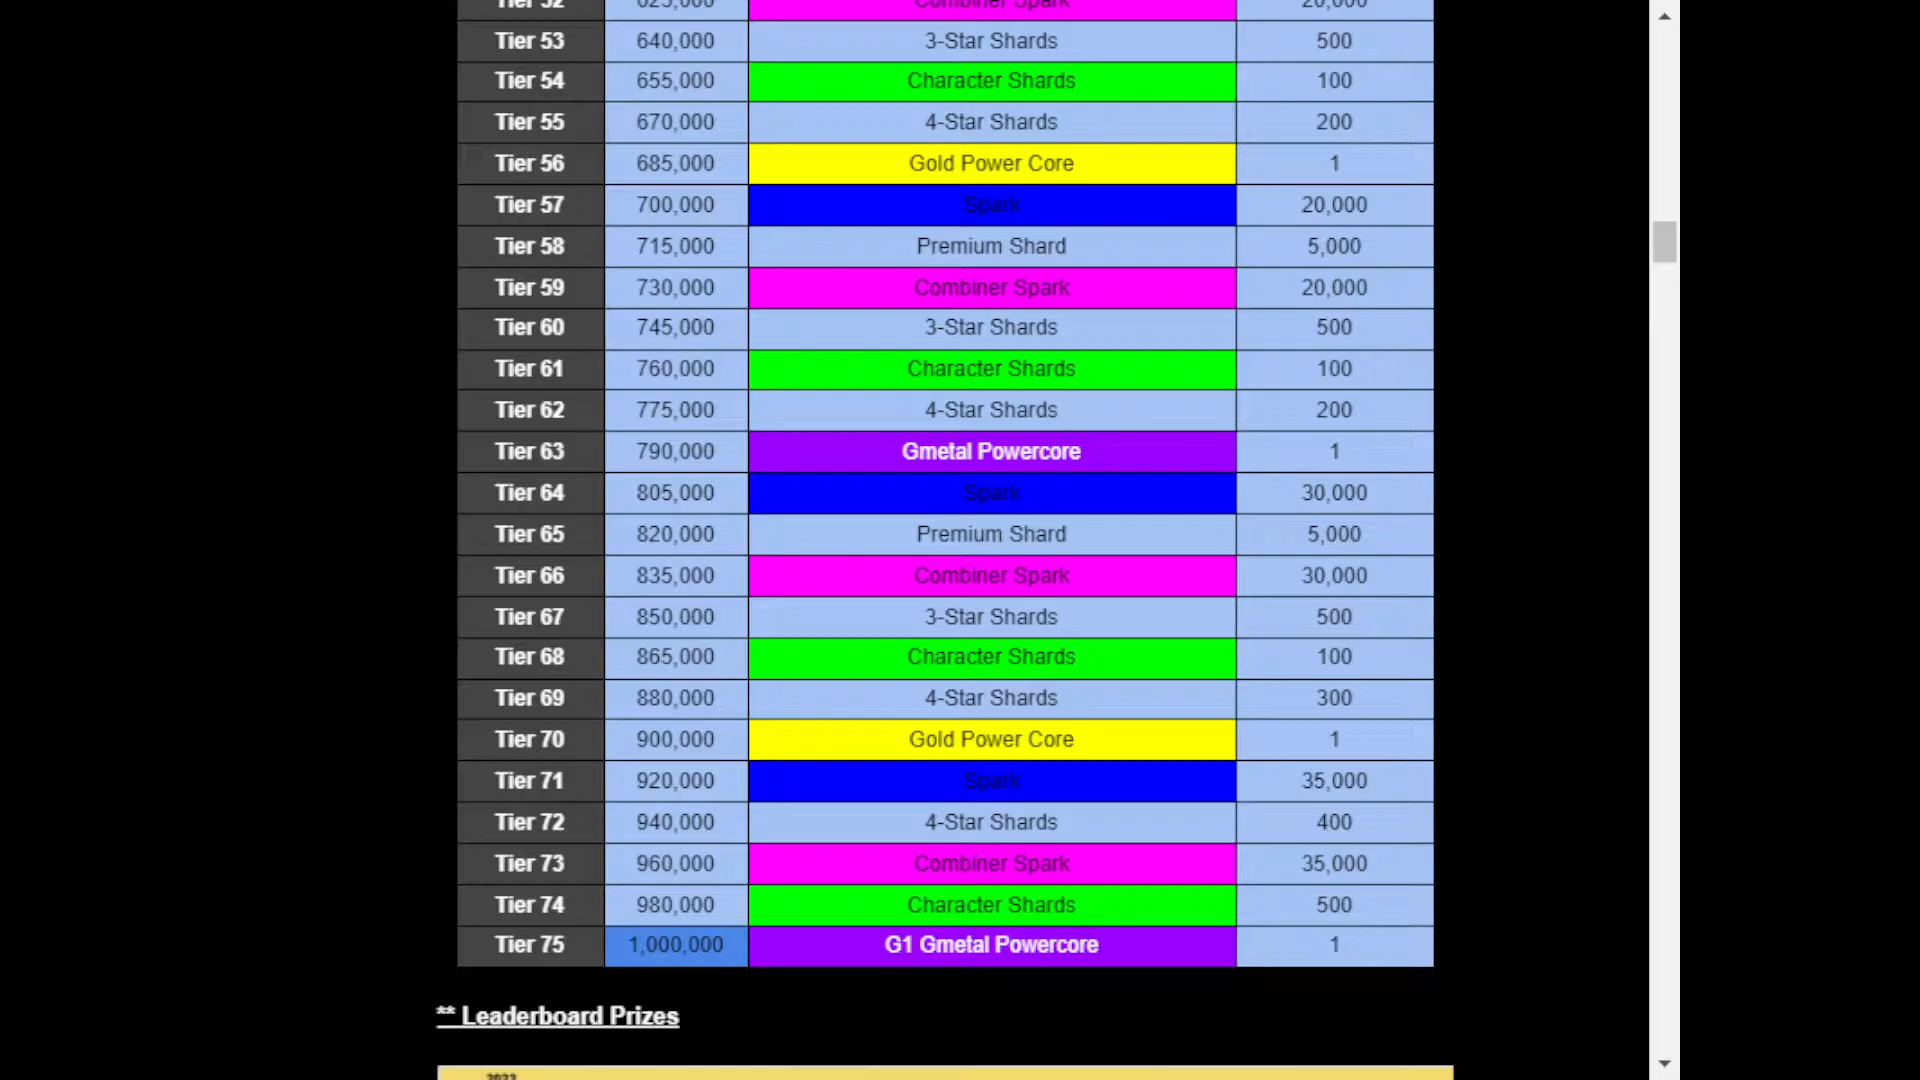 Tier 52 625,000 Combiner Spark 20,000
Tier 53 640,000 3-Star Shards 500
Tier 54 655,000 Character Shards 100
Tier 55 670,000 4-Star Shards 200
Tier 56 685,000 Gold Power Core 1
Tier 57 700,000 Spark 20,000
Tier 58 715,000 Premium Shard 5,000
Tier 59 730,000 Combiner Spark 20,000
Tier 60 745,000 3-Star Shards 500
Tier 61 760,000 Character Shards 100
Tier 62 775,000 4-Star Shards 200
Tier 63 790,000 Gmetal Powercore 1
Tier 64 805,000 Spark 30,000
Tier 65 820,000 Premium Shard 5,000
Tier 66 835,000 Combiner Spark 30,000
Tier 67 850,000 3-Star Shards 500
Tier 68 865,000 Character Shards 100
Tier 69 880,000 4-Star Shards 300
Tier 70 900,000 Gold Power Core 1
Tier 71 920,000 Spark 35,000
Tier 72 940,000 4-Star Shards 400
Tier 73 960,000 Combiner Spark 35,000
Tier 74 980,000 Character Shards 500
Tier 75 1,000,000 G1 Gmetal Powercore 1
** Leaderboard Prizes